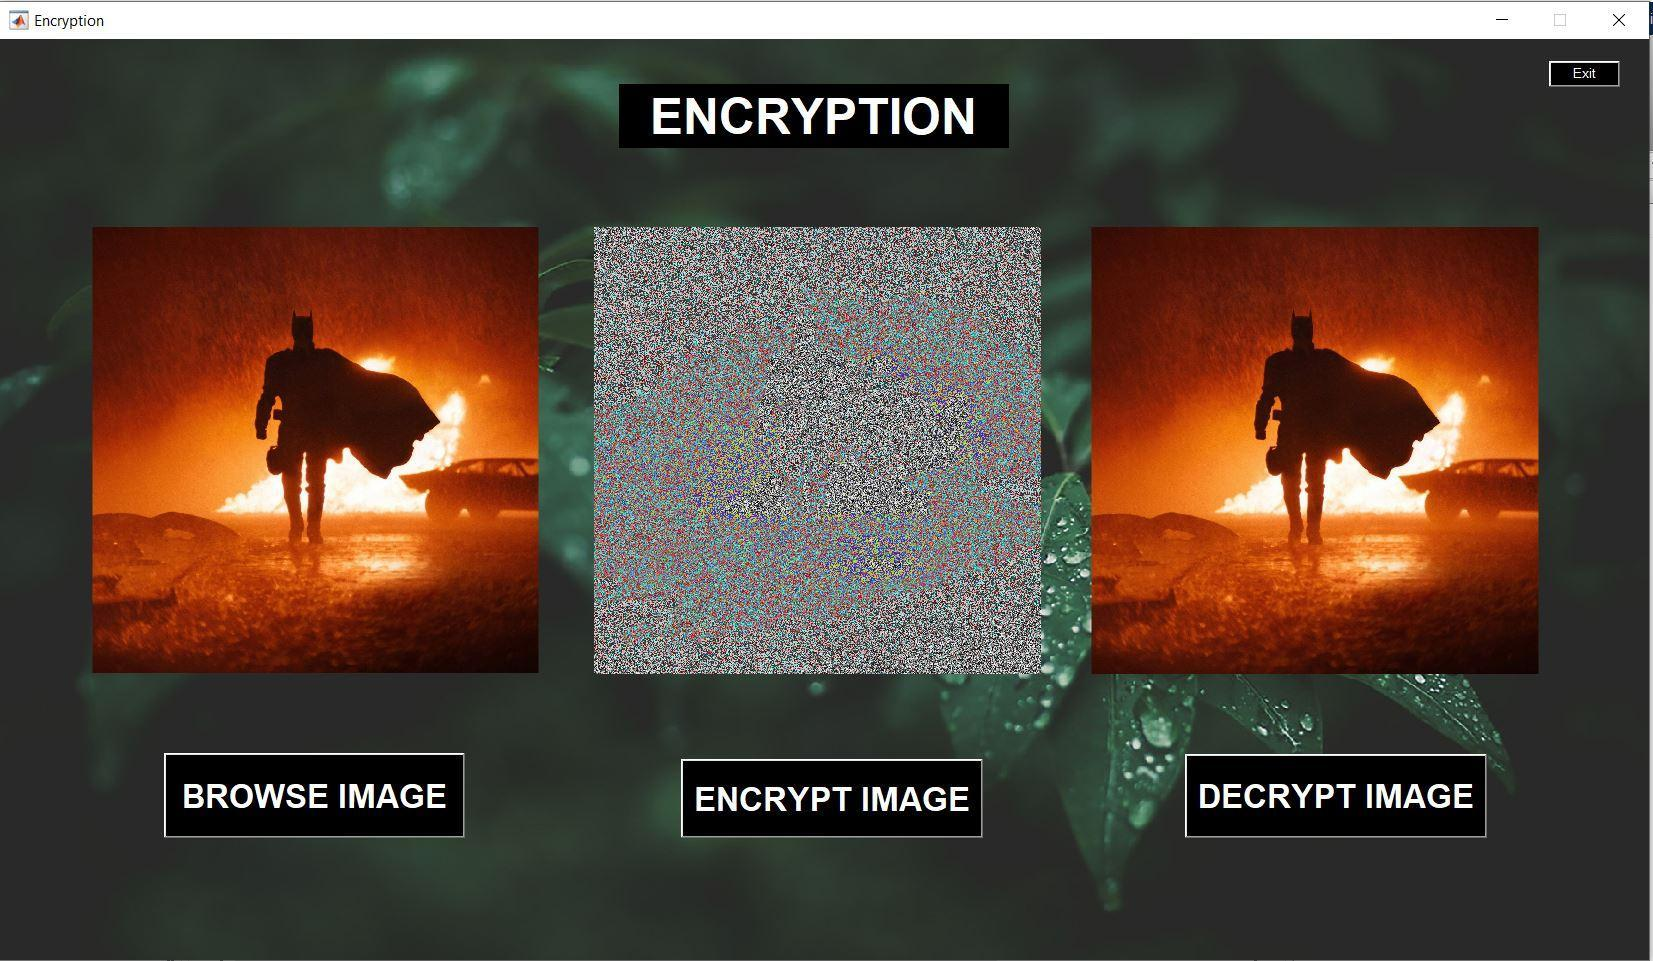 Encryption
Exit
ENCRYPTION
BROWSE IMAGE
ENCRYPT IMAGE
DECRYPT IMAGE